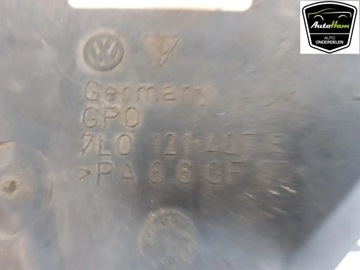 AutoHam
AUTO
ONDERDELEN
Germany
GPO
7L0 121 407 E
>PA 6 6 GF